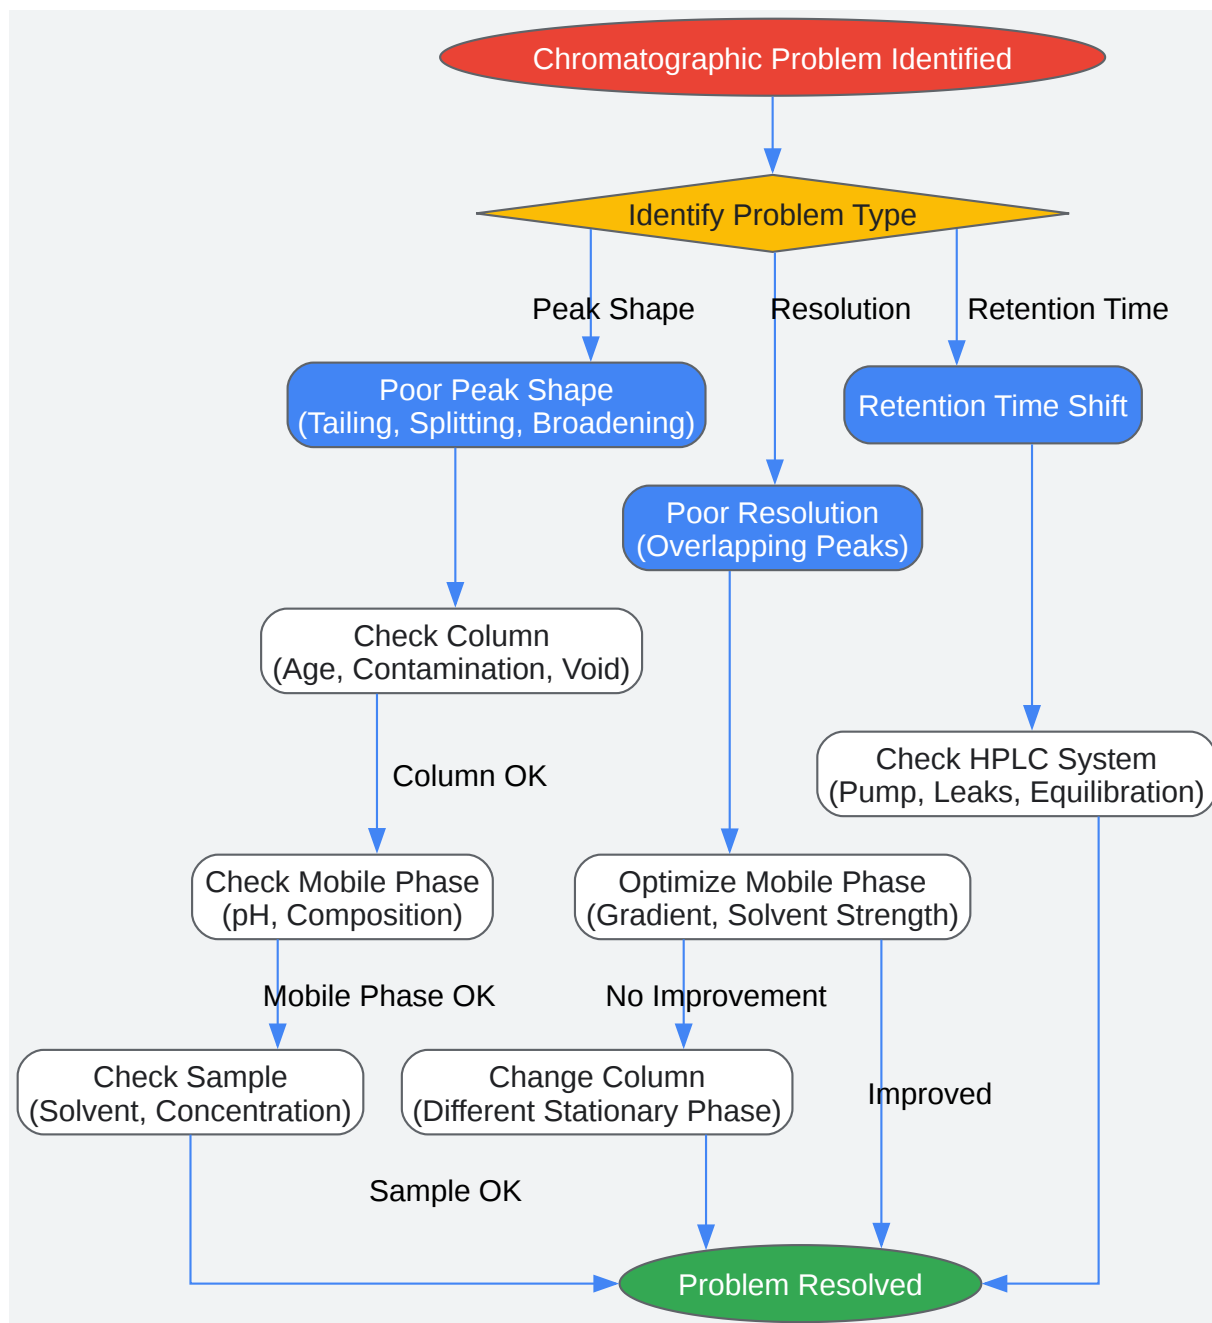 Chromatographic Problem Identified
Identify Problem Type
Peak Shape
Resolution
Retention Time
Poor Peak Shape
(Tailing, Splitting, Broadening)
Retention Time Shift
Poor Resolution
(Overlapping Peaks)
Check Column
(Age, Contamination, Void)
Column OK
Check HPLC System
(Pump, Leaks, Equilibration)
Check Mobile Phase
(pH, Composition)
Optimize Mobile Phase
(Gradient, Solvent Strength)
Mobile Phase OK
No Improvement
Check Sample
(Solvent, Concentration)
Change Column
(Different Stationary Phase)
Improved
Sample OK
Problem Resolved